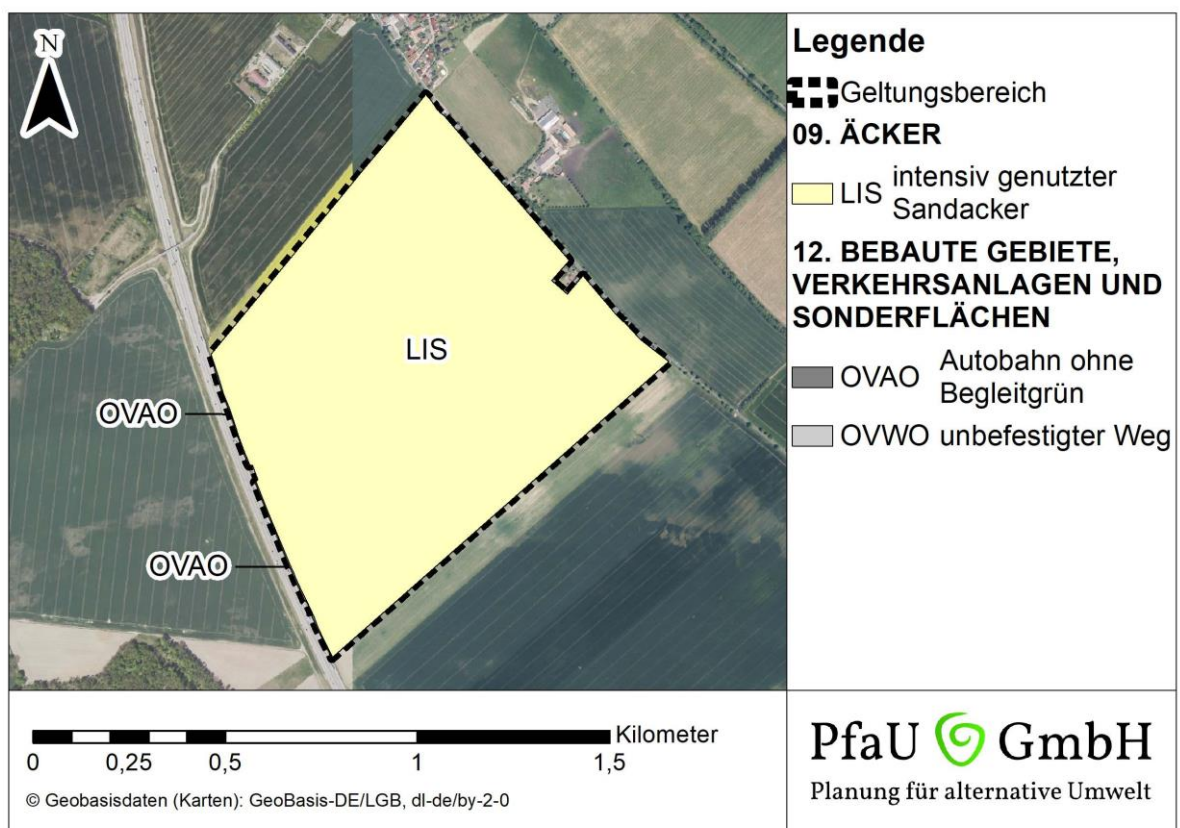 N
LIS
OVAO
OVAO
Legende
Geltungsbereich
09. ÄCKER
LIS intensiv genutzter
Sandacker
12. BEBAUTE GEBIETE,
VERKEHRSANLAGEN UND
SONDERFLÄCHEN
OVAO Autobahn ohne
Begleitgrün
OVWO unbefestigter Weg
Kilometer
0 0,25 0,5 1 1,5
© Geobasisdaten (Karten): GeoBasis-DE/LGB, dl-de/by-2-0
PfaU GmbH
Planung für alternative Umwelt